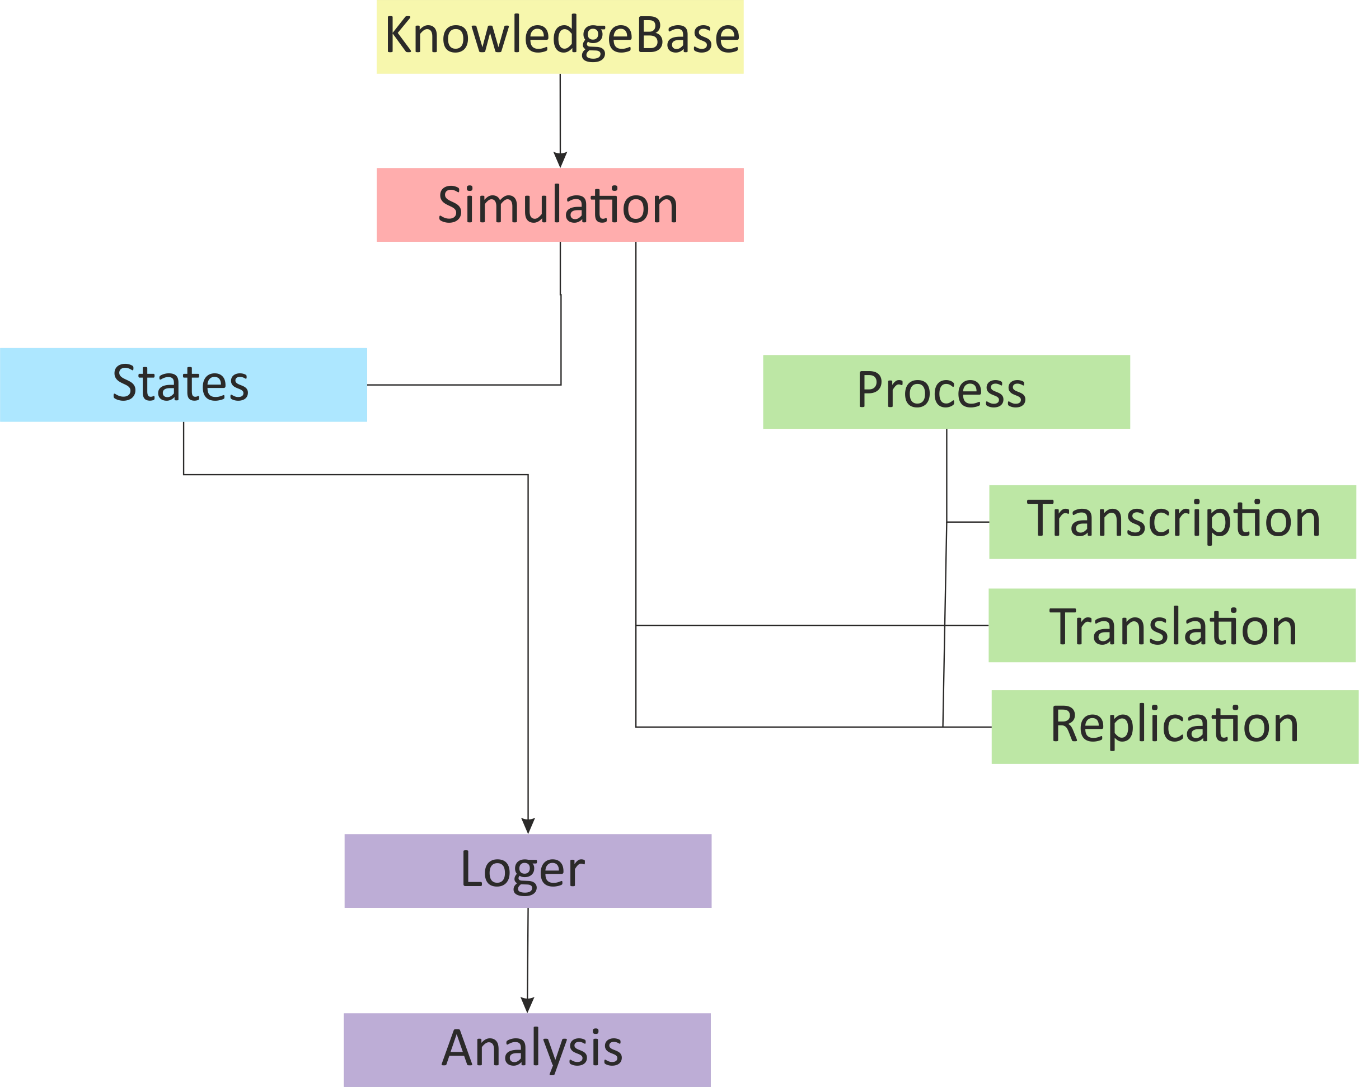 KnowledgeBase
Simulation
States
Process
Transcription
Translation
Replication
Loger
Analysis